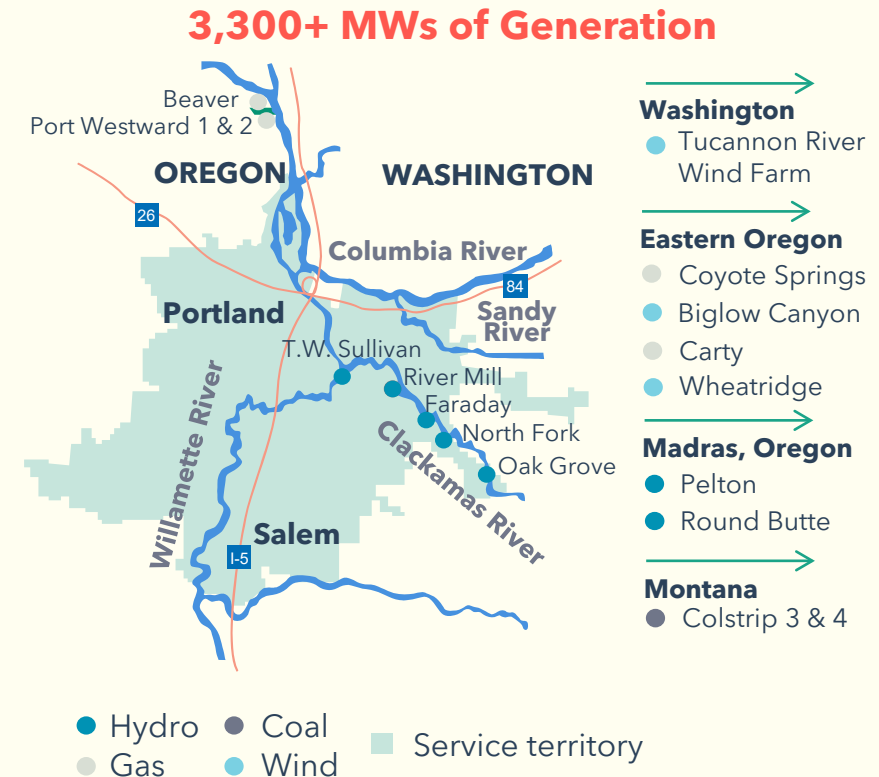 3,300+ MWs of Generation
Beaver
Port Westward 1 & 2
OREGON
WASHINGTON
26
Columbia River
84
Sandy
River
Portland
T.W. Sullivan
River Mill
Faraday
North Fork
Oak Grove
Willamette River
Clackamas River
Salem
I-5
Washington
Tucannon River
Wind Farm
Eastern Oregon
Coyote Springs
Biglow Canyon
Carty
Wheatridge
Madras, Oregon
Pelton
Round Butte
Montana
Colstrip 3 & 4
Hydro
Coal
Gas
Wind
Service territory